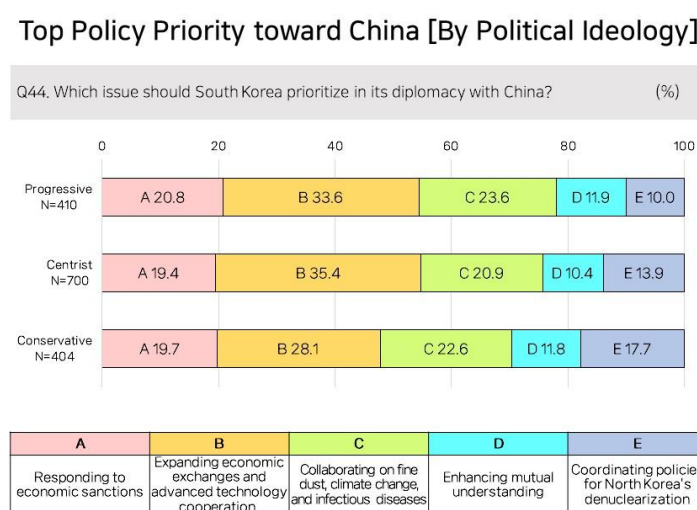 Top Policy Priority toward China [By Political Ideology]
Q44. Which issue should South Korea prioritize in its diplomacy with China? (%)
0 20 40 60 80 100
Progressive
N=410
A 20.8 B 33.6 C 23.6 D 11.9 E 10.0
Centrist
N=700
A 19.4 B 35.4 C 20.9 D 10.4 E 13.9
Conservative
N=404
A 19.7 B 28.1 C 22.6 D 11.8 E 17.7
A B C D E
Responding to
economic sanctions
Expanding economic
exchanges and
advanced technology
cooperation
Collaborating on fine
dust, climate change,
and infectious diseases
Enhancing mutual
understanding
Coordinating policie
for North Korea's
denuclearization